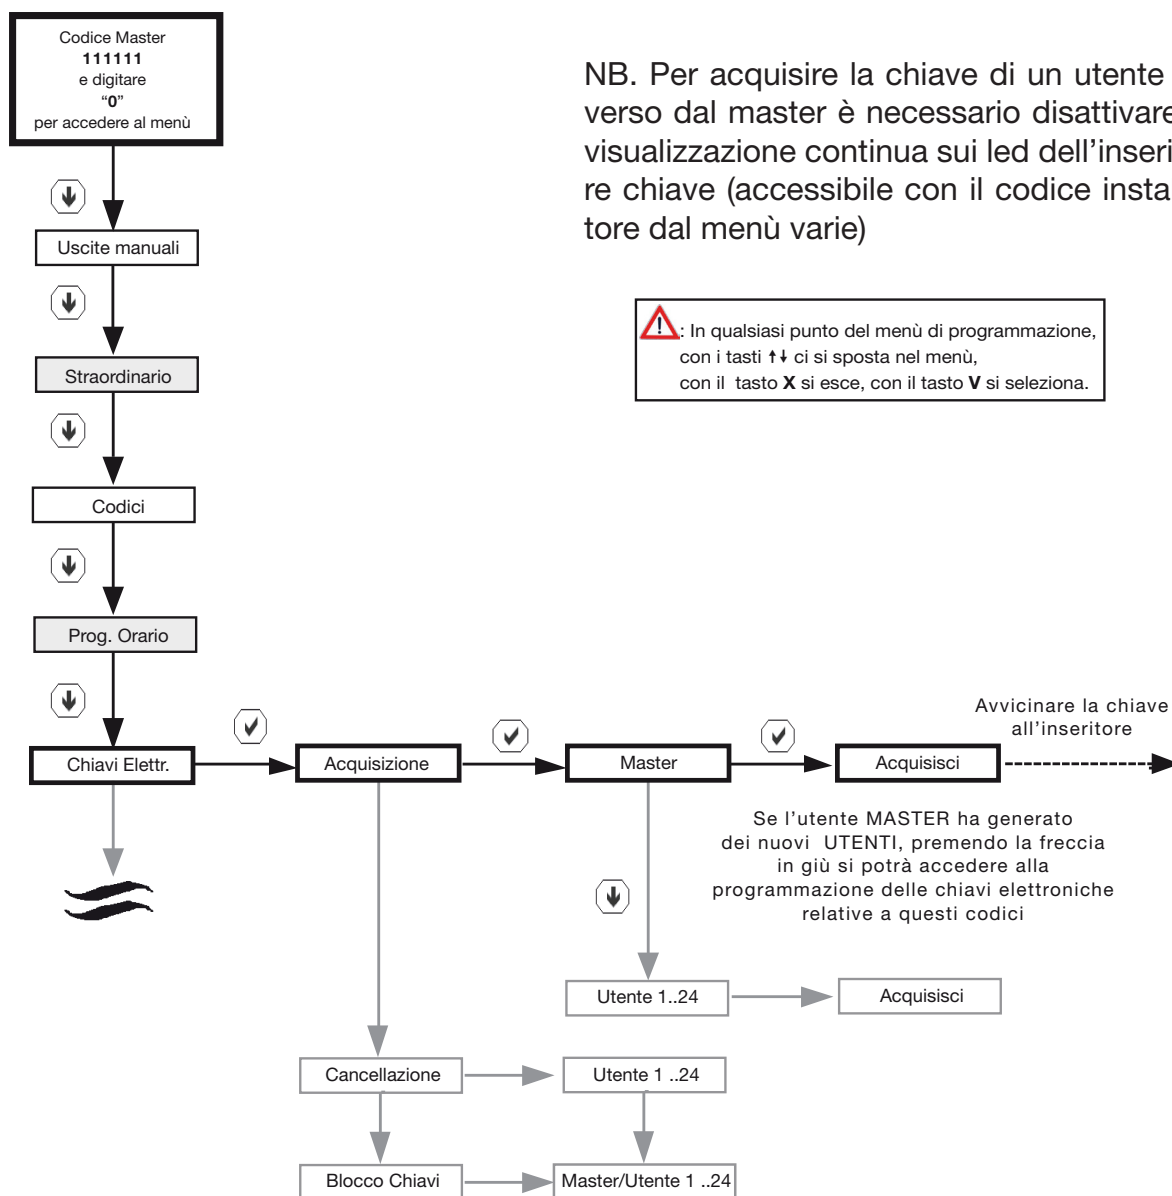 Codice Master
111111
e digitare
“0”
per accedere al menù
NB. Per acquisire la chiave di un utente
verso dal master è necessario disattivare
visualizzazione continua sui led dell’inseri
re chiave (accessibile con il codice insta
tore dal menù varie)
Uscite manuali
: In qualsiasi punto del menù di programmazione,
con i tasti ↑↓ ci si sposta nel menù,
con il tasto X si esce, con il tasto V si seleziona.
Straordinario
Codici
Prog. Orario
Chiavi Elettr.
Acquisizione
Master
Acquisisci
Avvicinare la chiave
all’inseritore
Se l’utente MASTER ha generato
dei nuovi UTENTI, premendo la freccia
in giù si potrà accedere alla
programmazione delle chiavi elettroniche
relative a questi codici
Utente 1..24
Acquisisci
Cancellazione
Utente 1 ..24
Blocco Chiavi
Master/Utente 1 ..24